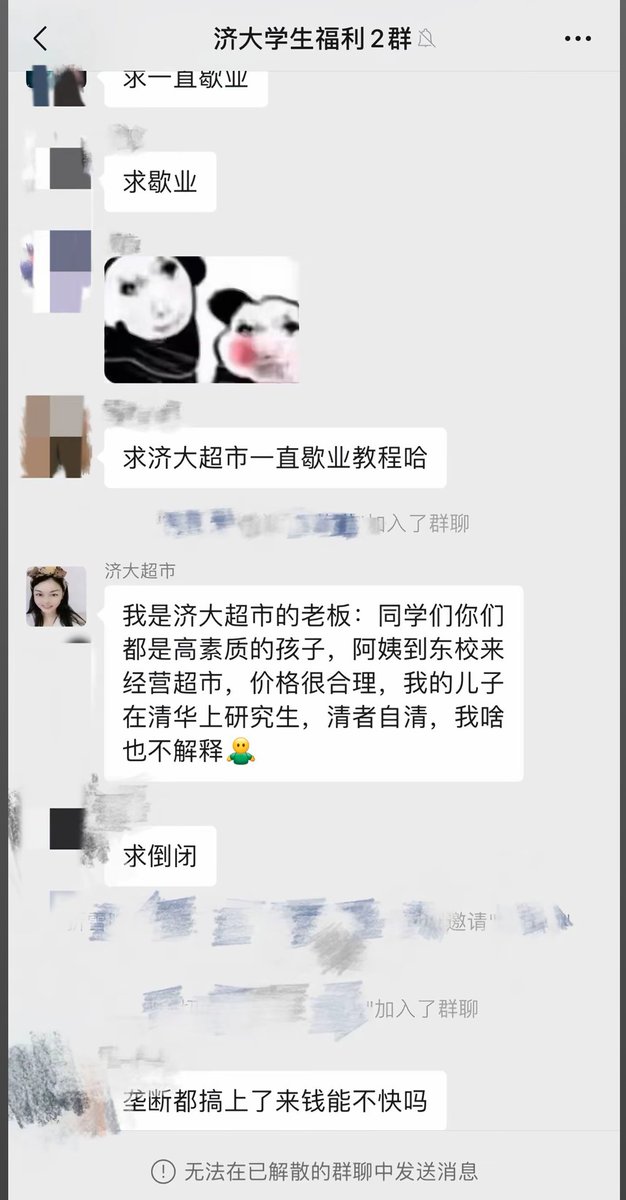 济大学生福利2群
求一直歇业
求歇业
求济大超市一直歇业教程哈
加入了群聊
济大超市
我是济大超市的老板：同学们你们
都是高素质的孩子，阿姨到东校来
经营超市，价格很合理，我的儿子
在清华上研究生，清者自清，我啥
也不解释
求倒闭
邀请"
"加入了群聊
垄断都搞上了来钱能不快吗
无法在已解散的群聊中发送消息